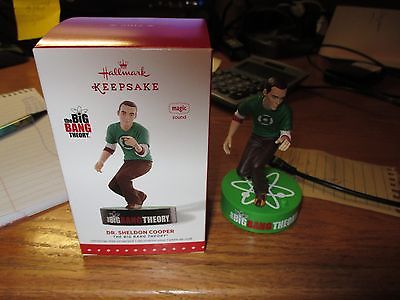 Hallmark
KEEPSAKE
the BiG
BANG
THEORY
magic
sound
the BiG BANG THEORY
DR. SHELDON COOPER
"THE BIG BANG THEORY"
the BiG BANG THEORY